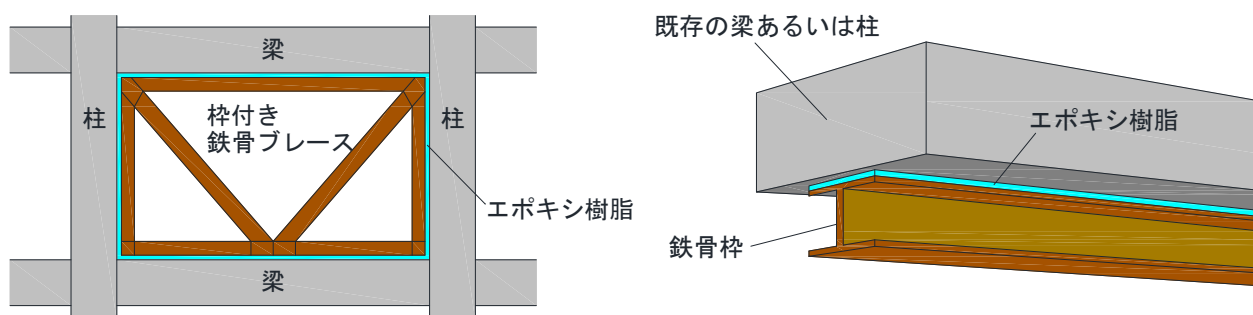 梁
柱
枠付き
鉄骨ブレース
柱
エポキシ樹脂
梁
既存の梁あるいは柱
エポキシ樹脂
鉄骨枠